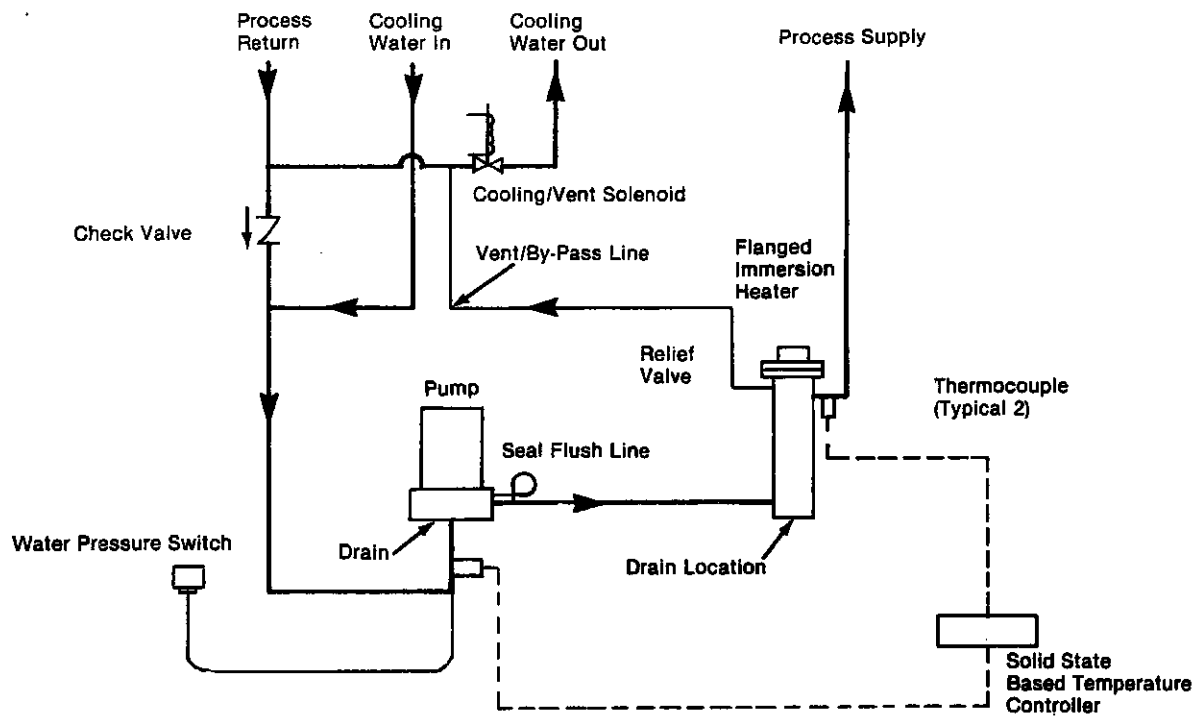 Process
Return
Cooling
Water In
Cooling
Water Out
Process Supply
Cooling/Vent Solenoid
Check Valve
Vent/By-Pass Line
Flanged
Immersion
Heater
Relief
Valve
Pump
Thermocouple
(Typical 2)
Seal Flush Line
Water Pressure Switch
Drain
Drain Location
Solid State
Based Temperature
Controller